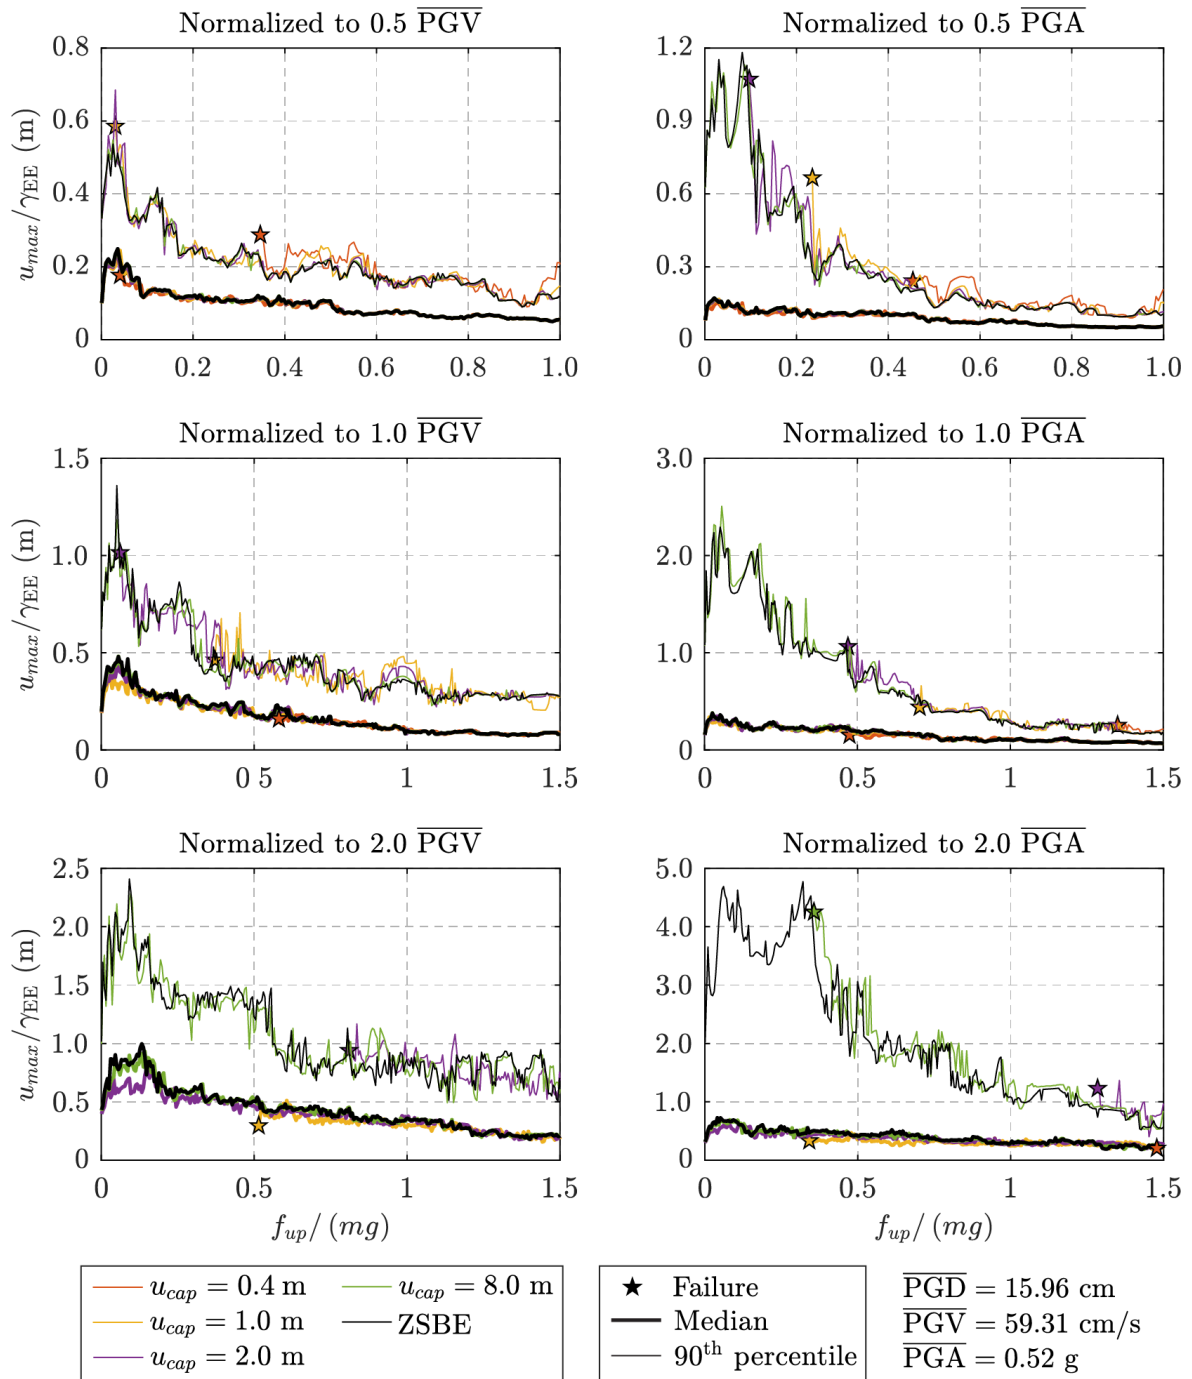 Normalized to 0.5 PGV
Normalized to 0.5 PGA
u_max/γ_EE (m)
0.8
0.6
0.4
0.2
0
0 0.2 0.4 0.6 0.8 1.0
1.2
0.9
0.6
0.3
0
0 0.2 0.4 0.6 0.8 1.0
Normalized to 1.0 PGV
Normalized to 1.0 PGA
u_max/γ_EE (m)
1.5
1.0
0.5
0
0 0 5 1 1.5
3.0
2.0
1.0
0
0 0.5 1 1.5
Normalized to 2.0 PGV
Normalized to 2.0 PGA
u_max/γ_EE (m)
2.5
2.0
1.5
1.0
0.5
0
0 0.5 1 1.5
5.0
4.0
3.0
2.0
1.0
0
0 0.5 1 1.5
f_up/(mg)
f_up/(mg)
u_cap = 0.4 m
u_cap = 1.0 m
u_cap = 2.0 m
u_cap = 8.0 m
ZSBE
Failure
Median
90th percentile
PGD = 15.96 cm
PGV = 59.31 cm/s
PGA = 0.52 g